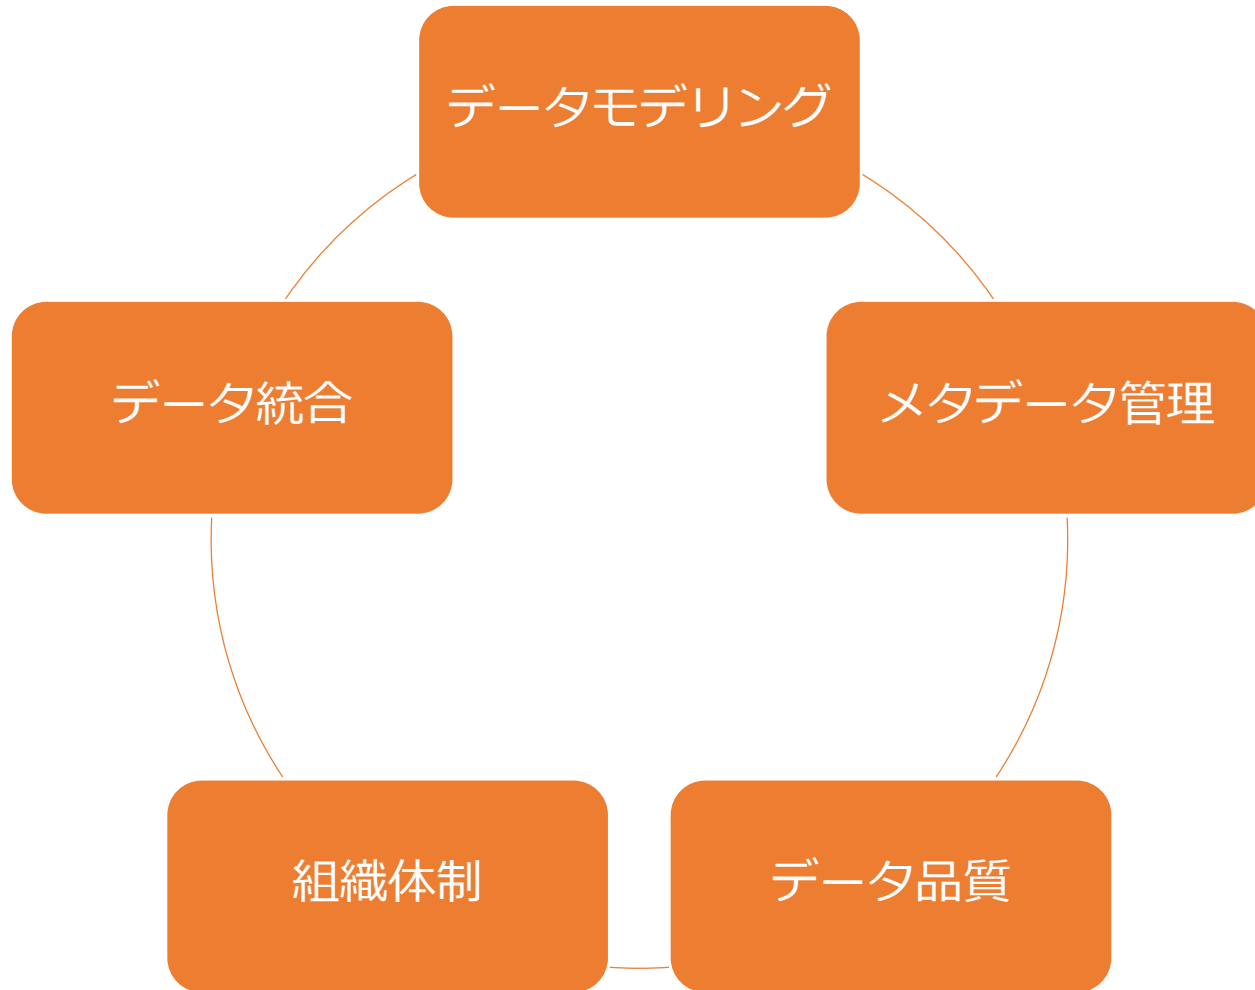 データモデリング
データ統合
メタデータ管理
組織体制
データ品質